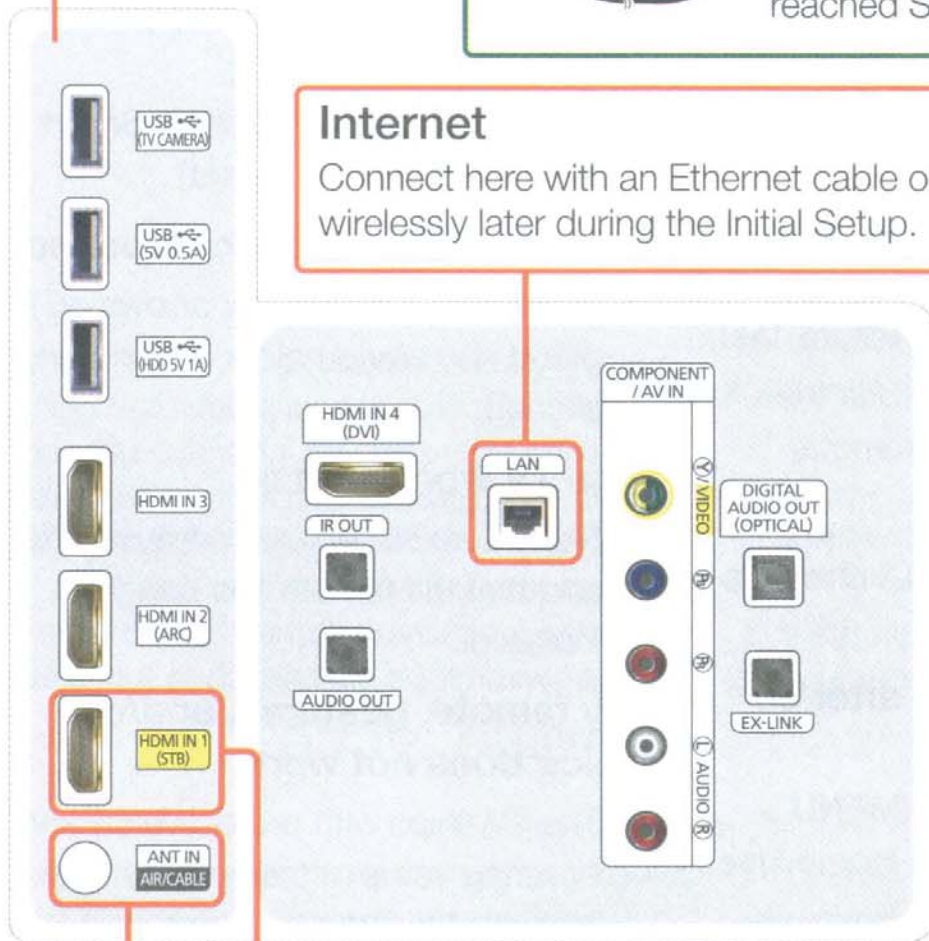 reached S
Internet
Connect here with an Ethernet cable o
wirelessly later during the Initial Setup.
USB
(TV CAMERA)
USB
(5V 0.5A)
USB
(HDD 5V 1A)
HDMI IN 3
HDMI IN 2
(ARC)
HDMI IN 1
(STB)
ANT IN
AIR/CABLE
HDMI IN 4
(DVI)
IR OUT
AUDIO OUT
LAN
COMPONENT
/ AV IN
Y / VIDEO
PB
PR
L AUDIO R
DIGITAL
AUDIO OUT
(OPTICAL)
EX-LINK